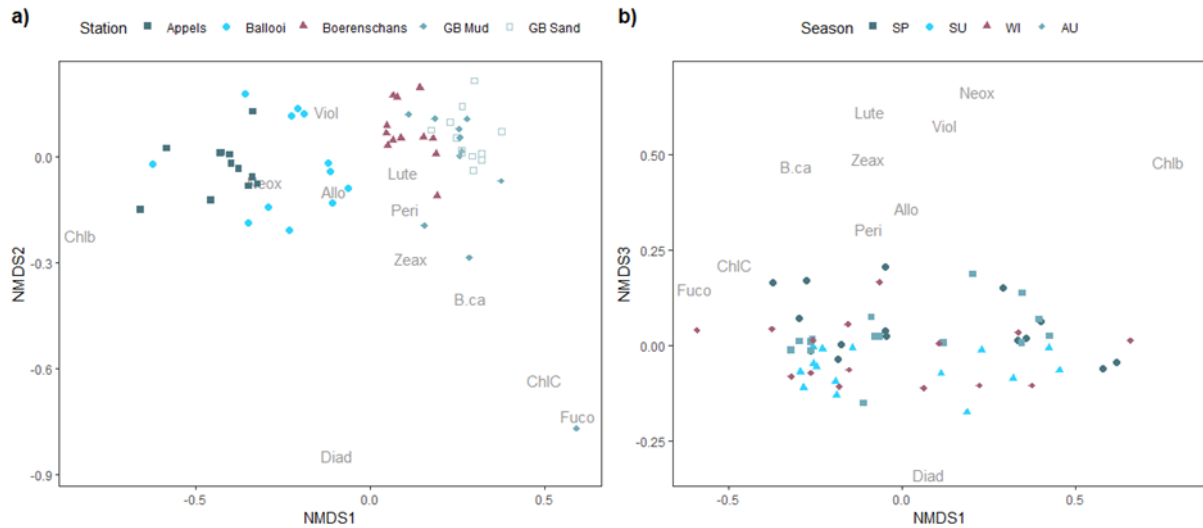 a)
Station Appels Ballooi Boerenschans GB Mud GB Sand
Viol
0.0
Neox
Lute
Allo
Peri
Chlb
-0.3
Zeax
B.ca
-0.6
ChlC
Fuco
Diad
-0.9
-0.5 0.0 0.5
NMDS1
NMDS2
b)
Season SP SU WI AU
Neox
Lute
Viol
0.50
B.ca
Zeax
Chlb
Allo
Peri
0.25
ChlC
Fuco
0.00
-0.25
Diad
-0.5 0.0 0.5
NMDS1
NMDS3